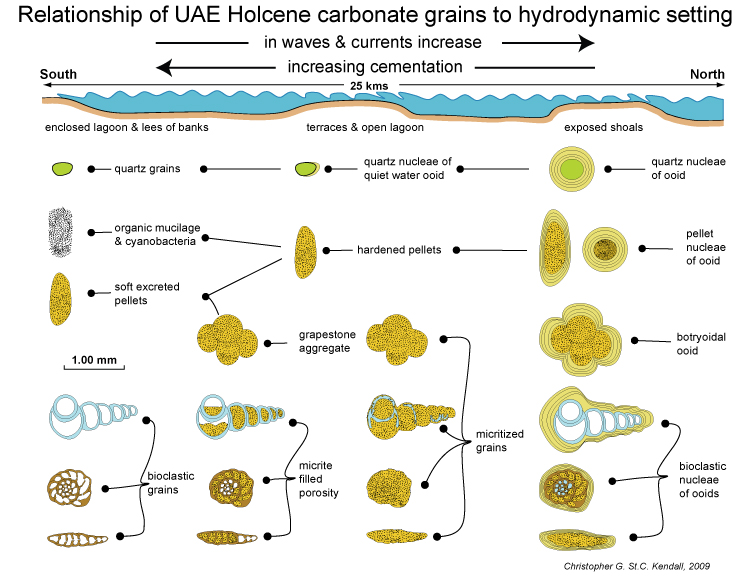 Relationship of UAE Holcene carbonate grains to hydrodynamic setting
in waves & currents increase
increasing cementation
South
25 kms
North
enclosed lagoon & lees of banks
terraces & open lagoon
exposed shoals
quartz grains
quartz nucleae of
quiet water ooid
quartz nucleae
of ooid
organic mucilage
& cyanobacteria
hardened pellets
pellet
nucleae
of ooid
soft excreted
pellets
grapestone
aggregate
botryoidal
ooid
1.00 mm
bioclastic
grains
micrite
filled
porosity
micritized
grains
bioclastic
nucleae
of ooids
Christopher G. St.C. Kendall, 2009